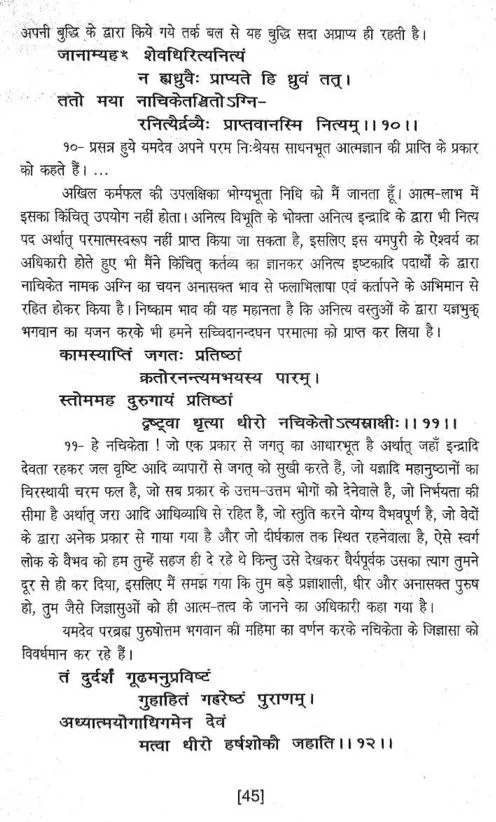 अपनी बुद्धि के द्वारा किये गये तर्क बल से यह बुद्धि सदा अप्राप्य ही रहती है।
जानाम्यहꣳ शेवधिरित्यनित्यं
न ह्यध्रुवैः प्राप्यते हि ध्रुवं तत्।
ततो मया नाचिकेतश्चितोऽग्नि-
रनित्यैर्द्रव्यैः प्राप्तवानस्मि नित्यम्।।१०।।
१०- प्रसन्न हुये यमदेव अपने परम निःश्रेयस साधनभूत आत्मज्ञान की प्राप्ति के प्रकार
को कहते हैं। ...
अखिल कर्मफल की उपलक्षिका भोग्यभूता निधि को मैं जानता हूँ। आत्म-लाभ में
इसका किंचित् उपयोग नहीं होता। अनित्य विभूति के भोक्ता अनित्य इन्द्रादि के द्वारा भी नित्य
पद अर्थात् परमात्मस्वरूप नहीं प्राप्त किया जा सकता है, इसलिए इस यमपुरी के ऐश्वर्य का
अधिकारी होते हुए भी मैंने किंचित् कर्तव्य का ज्ञानकर अनित्य इष्टकादि पदार्थों के द्वारा
नाचिकेत नामक अग्नि का चयन अनासक्त भाव से फलाभिलाषा एवं कर्तापने के अभिमान से
रहित होकर किया है। निष्काम भाव की यह महानता है कि अनित्य वस्तुओं के द्वारा यज्ञभुक्
भगवान का यजन करके भी हमने सच्चिदानन्दघन परमात्मा को प्राप्त कर लिया है।
कामस्याप्तिं जगतः प्रतिष्ठां
क्रतोरनन्त्यमभयस्य पारम्।
स्तोममह दुरुगायं प्रतिष्ठां
दृष्ट्वा धृत्या धीरो नचिकेतोऽत्यस्राक्षीः।।११।।
११- हे नचिकेता ! जो एक प्रकार से जगत् का आधारभूत है अर्थात् जहाँ इन्द्रादि
देवता रहकर जल वृष्टि आदि व्यापारों से जगत् को सुखी करते हैं, जो यज्ञादि महानुष्ठानों का
चिरस्थायी चरम फल है, जो सब प्रकार के उत्तम-उत्तम भोगों को देनेवाले है, जो निर्भयता की
सीमा है अर्थात् जरा आदि आधिव्याधि से रहित है, जो स्तुति करने योग्य वैभवपूर्ण है, जो वेदों
के द्वारा अनेक प्रकार से गाया गया है और जो दीर्घकाल तक स्थित रहनेवाला है, ऐसे स्वर्ग
लोक के वैभव को हम तुम्हें सहज ही दे रहे थे किन्तु उसे देखकर धैर्यपूर्वक उसका त्याग तुमने
दूर से ही कर दिया, इसलिए मैं समझ गया कि तुम बड़े प्रज्ञाशाली, धीर और अनासक्त पुरुष
हो, तुम जैसे जिज्ञासुओं को ही आत्म-तत्व के जानने का अधिकारी कहा गया है।
यमदेव परब्रह्म पुरुषोत्तम भगवान की महिमा का वर्णन करके नचिकेता के जिज्ञासा को
विवर्धमान कर रहे हैं।
तं दुर्दर्शं गूढमनुप्रविष्टं
गुहाहितं गह्वरेष्ठं पुराणम्।
अध्यात्मयोगाधिगमेन देवं
मत्वा धीरो हर्षशोकौ जहाति।।१२।।
[45]